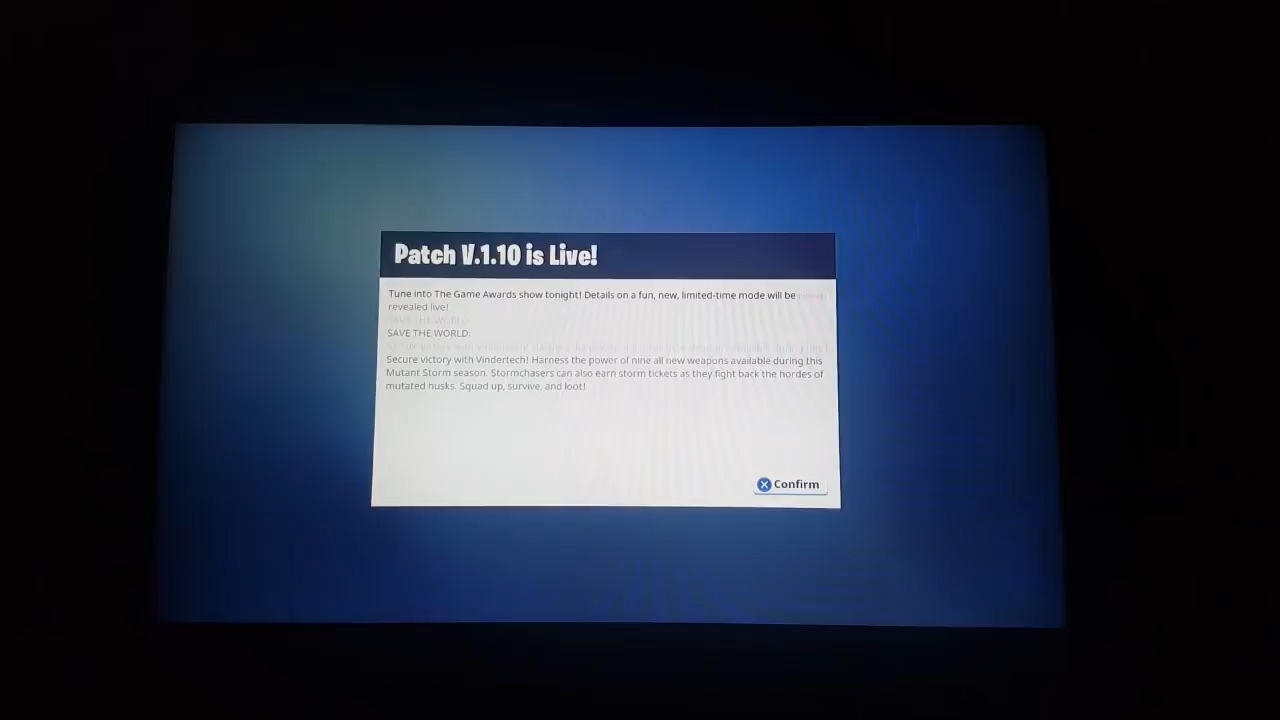 Patch V.1.10 is Live!
Tune into The Game Awards show tonight! Details on a fun, new, limited-time mode will be
revealed live!
SAVE THE WORLD.
Secure victory with Vindertech! Harness the power of nine all new weapons available during this
Mutant Storm season. Stormchasers can also earn storm tickets as they fight back the hordes of
mutated husks. Squad up, survive, and loot!
Confirm